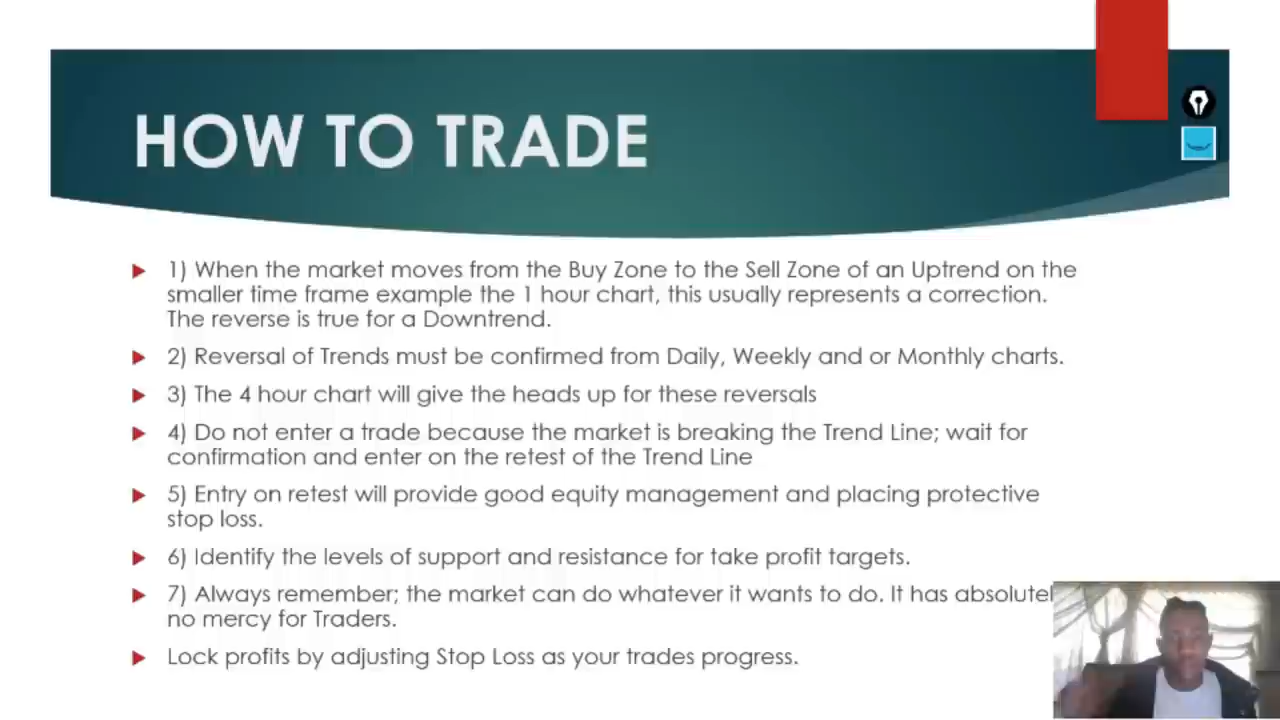 HOW TO TRADE
1) When the market moves from the Buy Zone to the Sell Zone of an Uptrend on the
smaller time frame example the 1 hour chart, this usually represents a correction.
The reverse is true for a Downtrend.
2) Reversal of Trends must be confirmed from Daily, Weekly and or Monthly charts.
3) The 4 hour chart will give the heads up for these reversals
4) Do not enter a trade because the market is breaking the Trend Line; wait for
confirmation and enter on the retest of the Trend Line
5) Entry on retest will provide good equity management and placing protective
stop loss.
6) Identify the levels of support and resistance for take profit targets.
7) Always remember; the market can do whatever it wants to do. It has absolutel
no mercy for Traders.
Lock profits by adjusting Stop Loss as your trades progress.